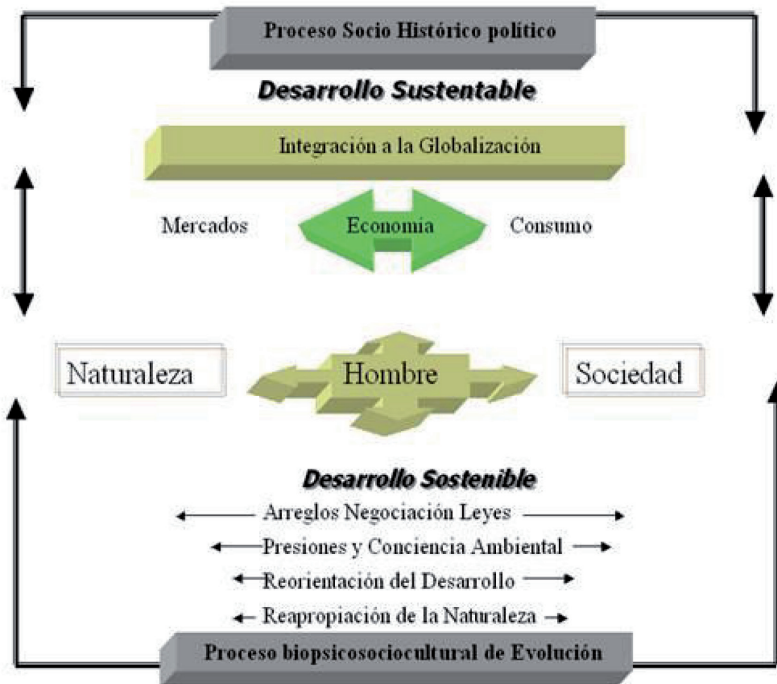 Proceso Socio Histórico político
Desarrollo Sustentable
Integración a la Globalización
Mercados
Economía
Consumo
Naturaleza
Hombre
Sociedad
Desarrollo Sostenible
Arreglos Negociación Leyes
Presiones y Conciencia Ambiental
Reorientación del Desarrollo
Reapropiación de la Naturaleza
Proceso biopsicosociocultural de Evolución